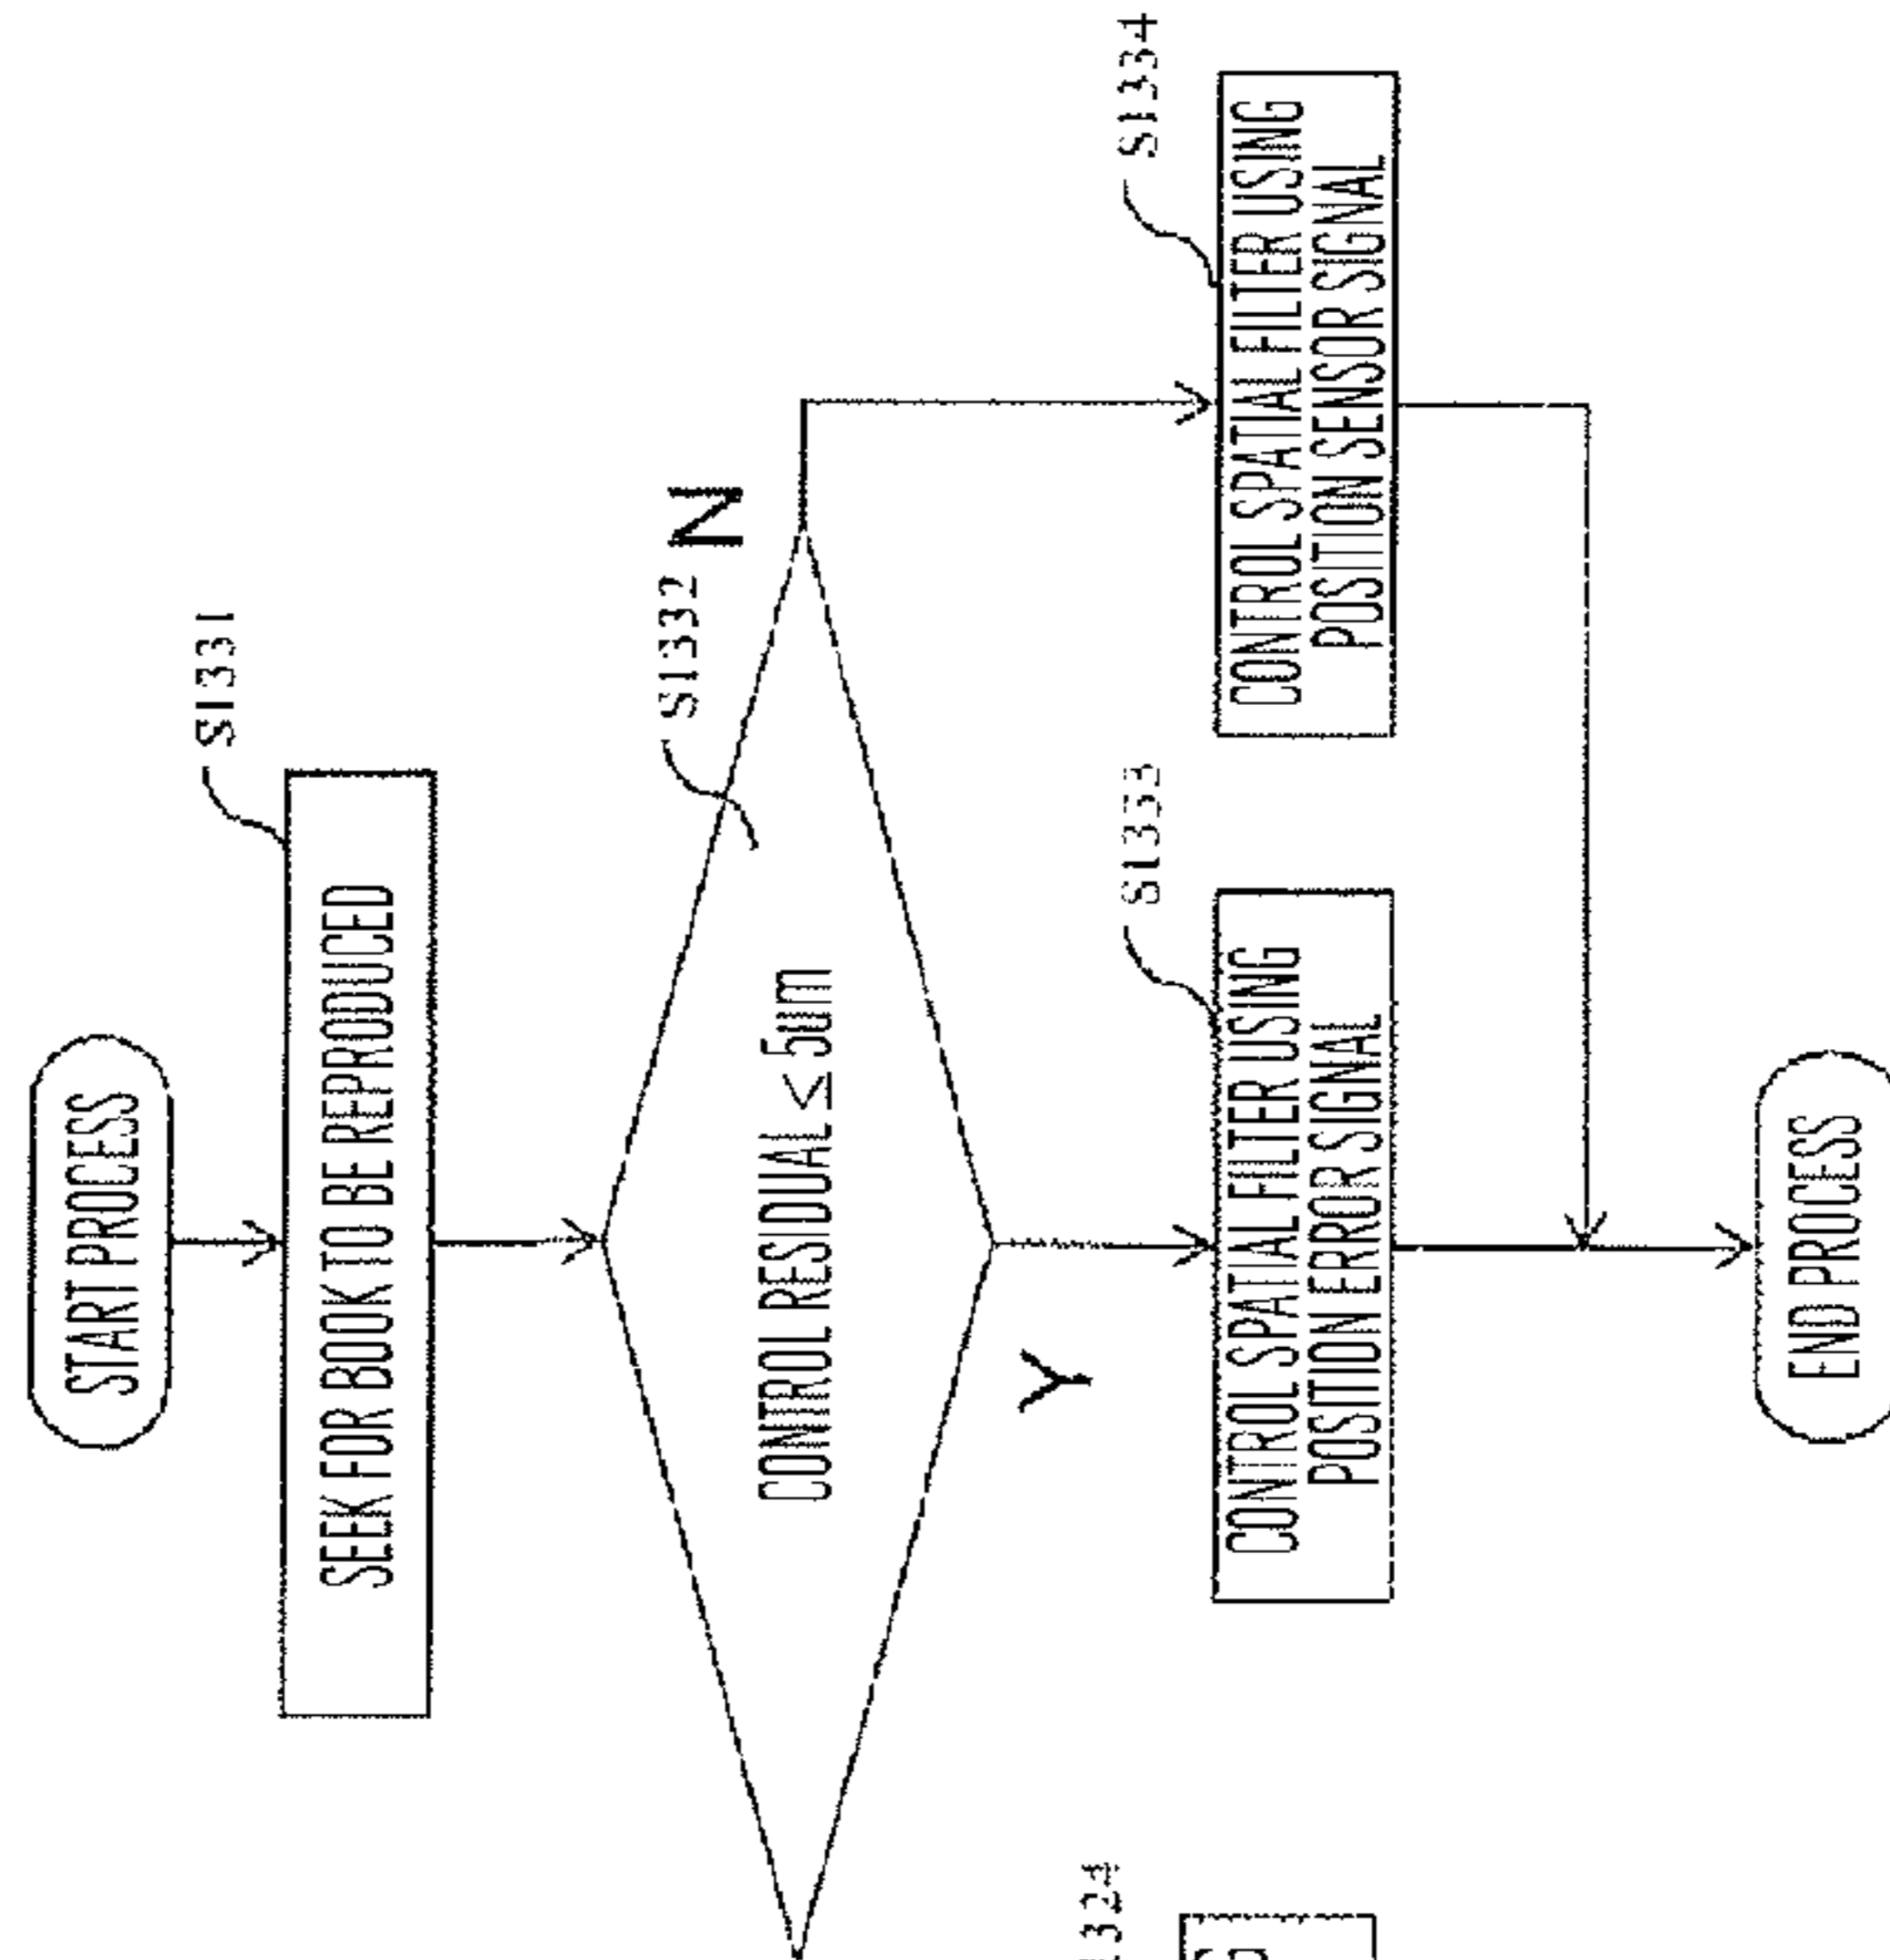 START PROCESS
S1331
SEEK FOR BOOK TO BE REPRODUCED
S1332
N
CONTROL RESIDUAL ≤ 5um
Y
S1333
CONTROL SPATIAL FILTER USING
POSITION ERROR SIGNAL
S1334
CONTROL SPATIAL FILTER USING
POSITION SENSOR SIGNAL
END PROCESS
1324